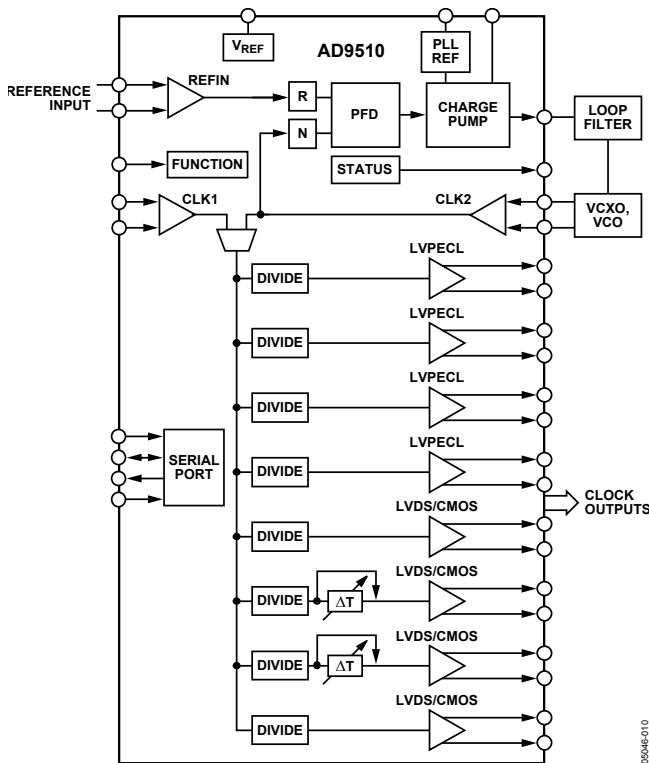 VREF
AD9510
PLL
REF
REFERENCE
INPUT
REFIN
R
PFD
CHARGE
PUMP
LOOP
FILTER
N
FUNCTION
STATUS
CLK1
CLK2
VCXO,
VCO
LVPECL
DIVIDE
LVPECL
DIVIDE
LVPECL
DIVIDE
LVPECL
DIVIDE
SERIAL
PORT
CLOCK
OUTPUTS
LVDS/CMOS
DIVIDE
LVDS/CMOS
DIVIDE
ΔT
LVDS/CMOS
DIVIDE
ΔT
LVDS/CMOS
DIVIDE
05046-010